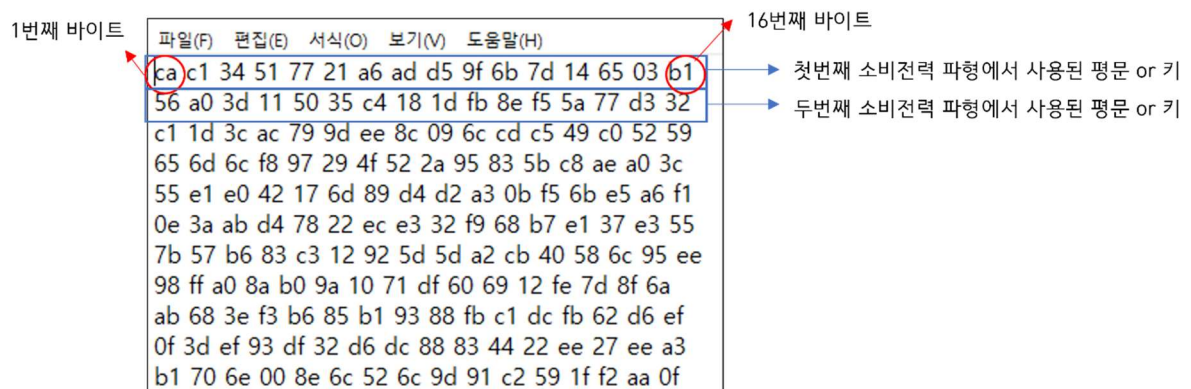 1번째 바이트
16번째 바이트
파일(F) 편집(E) 서식(O) 보기(V) 도움말(H)
ca c1 34 51 77 21 a6 ad d5 9f 6b 7d 14 65 03 b1
첫번째 소비전력 파형에서 사용된 평문 or 키
56 a0 3d 11 50 35 c4 18 1d fb 8e f5 5a 77 d3 32
두번째 소비전력 파형에서 사용된 평문 or 키
c1 1d 3c ac 79 9d ee 8c 09 6c cd c5 49 c0 52 59
65 6d 6c f8 97 29 4f 52 2a 95 83 5b c8 ae a0 3c
55 e1 e0 42 17 6d 89 d4 d2 a3 0b f5 6b e5 a6 f1
0e 3a ab d4 78 22 ec e3 32 f9 68 b7 e1 37 e3 55
7b 57 b6 83 c3 12 92 5d 5d a2 cb 40 58 6c 95 ee
98 ff a0 8a b0 9a 10 71 df 60 69 12 fe 7d 8f 6a
ab 68 3e f3 b6 85 b1 93 88 fb c1 dc fb 62 d6 ef
0f 3d ef 93 df 32 d6 dc 88 83 44 22 ee 27 ee a3
b1 70 6e 00 8e 6c 52 6c 9d 91 c2 59 1f f2 aa 0f